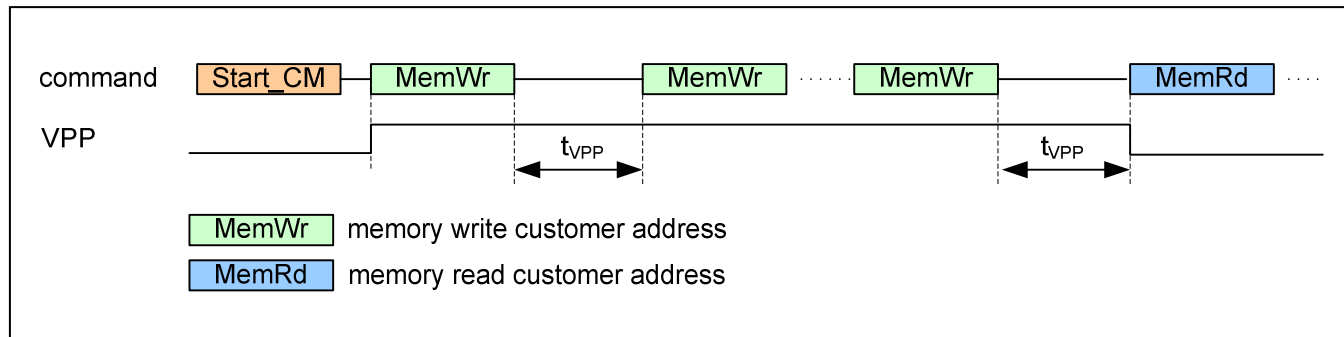 command Start_CM MemWr MemWr MemWr MemRd
VPP
tVPP tVPP
MemWr memory write customer address
MemRd memory read customer address